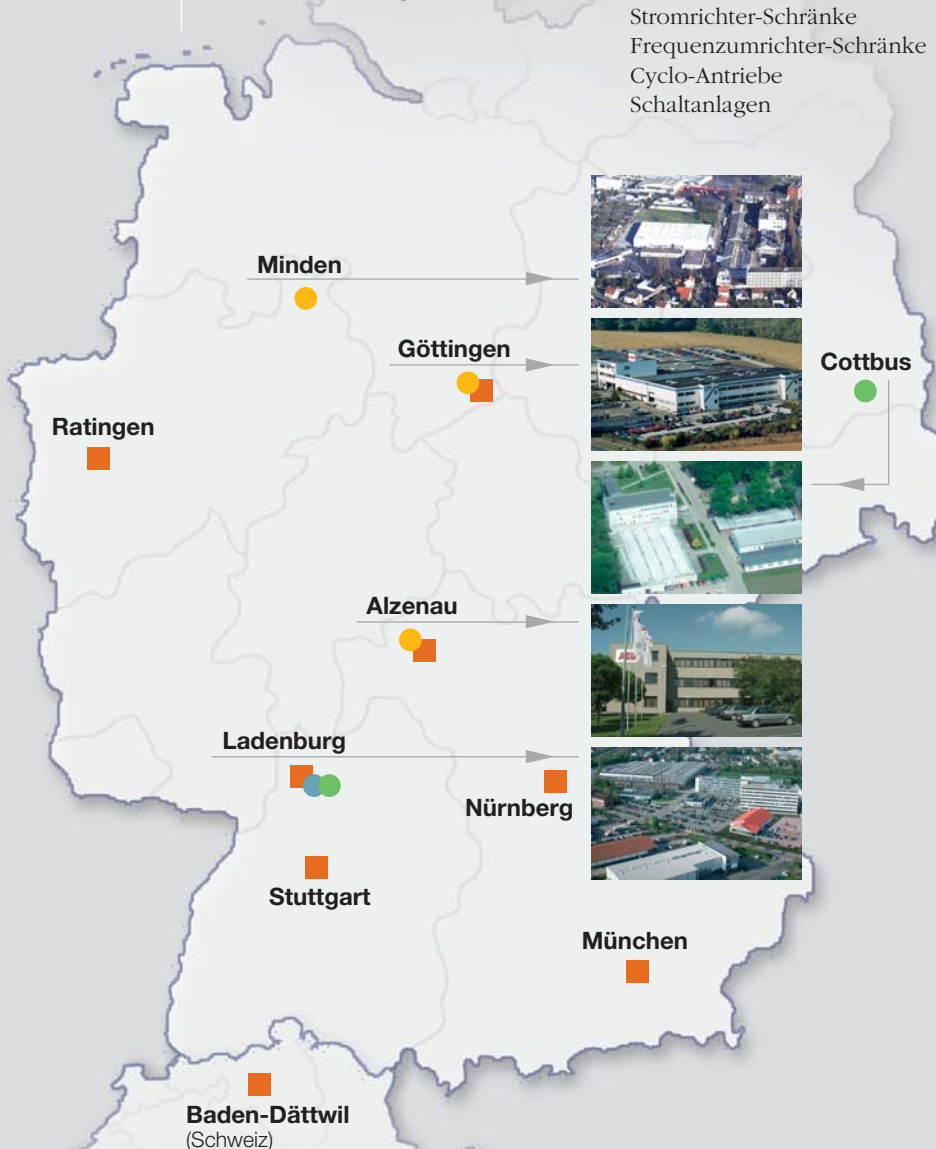 Stromrichter-Schränke
Frequenzumrichter-Schränke
Cyclo-Antriebe
Schaltanlagen
Minden
Göttingen
Cottbus
Ratingen
Alzenau
ABB
Ladenburg
Nürnberg
Stuttgart
München
Baden-Dättwil
(Schweiz)